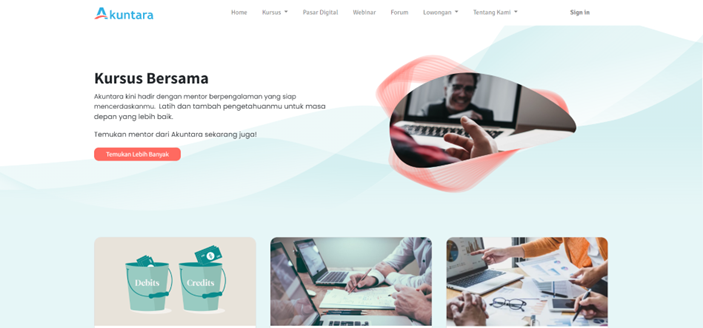 Akuntara
Home Kursus Pasar Digital Webinar Forum Lowongan Tentang Kami Sign in
Kursus Bersama
Akuntara kini hadir dengan mentor berpengalaman yang siap
mencerdaskanmu. Latih dan tambah pengetahuanmu untuk masa
depan yang lebih baik.
Temukan mentor dari Akuntara sekarang juga!
Temukan Lebih Banyak
Debits Credits